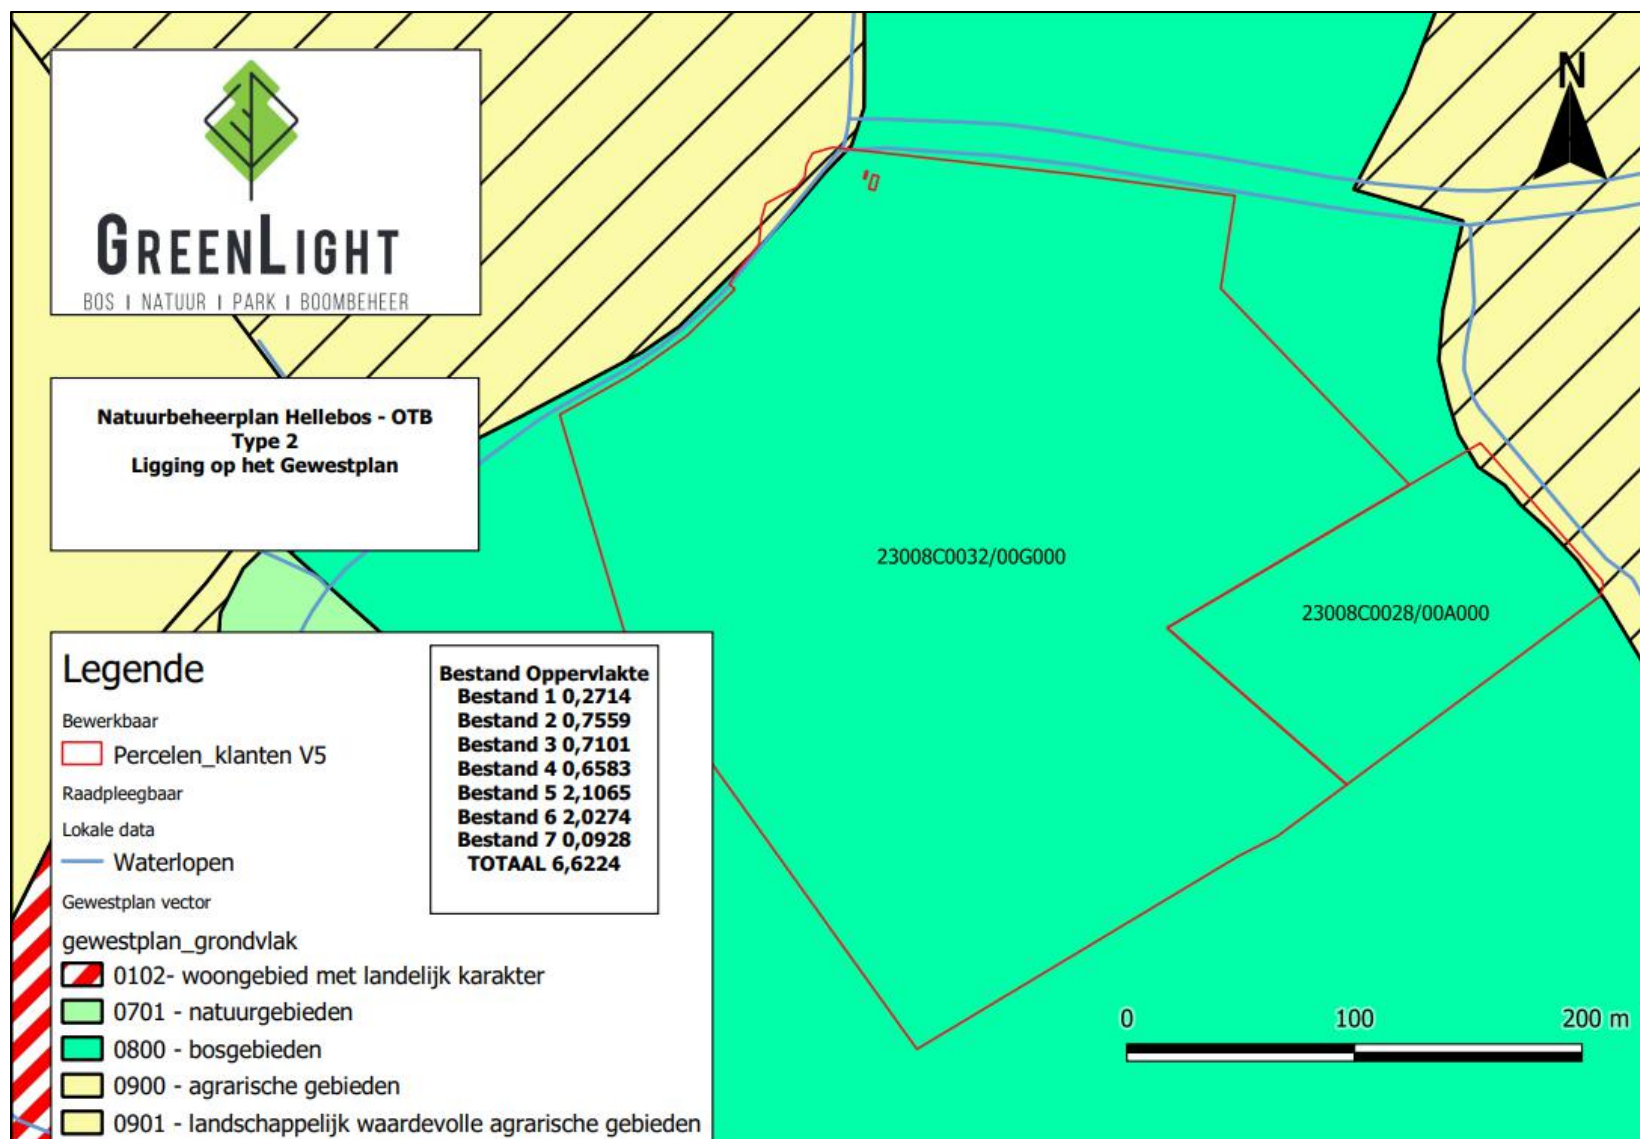 GREENLIGHT
BOS I NATUUR I PARK I BOOMBEHEER
N
Natuurbeheerplan Hellebos - OTB
Type 2
Ligging op het Gewestplan
23008C0032/00G000
23008C0028/00A000
Legende
Bewerkbaar
Percelen_klanten V5
Raadpleegbaar
Lokale data
Waterlopen
Gewestplan vector
gewestplan_grondvlak
0102- woongebied met landelijk karakter
0701 - natuurgebieden
0800 - bosgebieden
0900 - agrarische gebieden
0901 - landschappelijk waardevolle agrarische gebieden
Bestand Oppervlakte
Bestand 1 0,2714
Bestand 2 0,7559
Bestand 3 0,7101
Bestand 4 0,6583
Bestand 5 2,1065
Bestand 6 2,0274
Bestand 7 0,0928
TOTAAL 6,6224
0 100 200 m